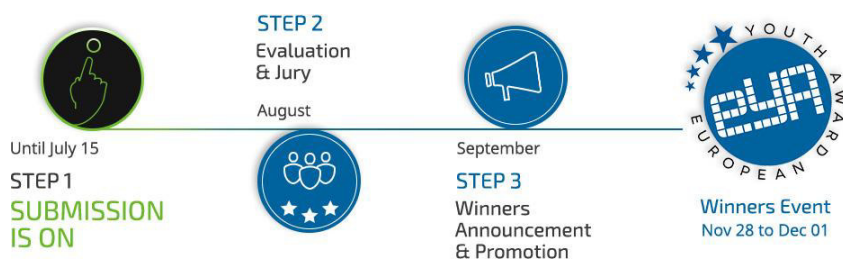 Until July 15
STEP 1
SUBMISSION
IS ON
STEP 2
Evaluation
& Jury
August
September
STEP 3
Winners
Announcement
& Promotion
EUROPEAN YOUTH AWARD
eya
Winners Event
Nov 28 to Dec 01